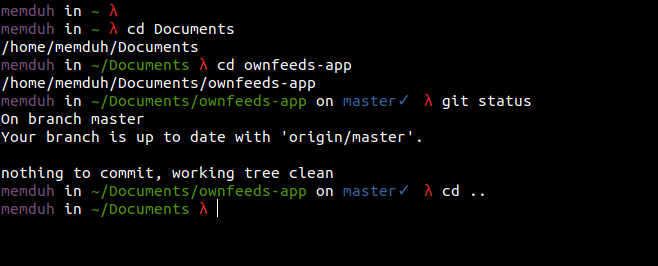 memduh in ~ λ
memduh in ~ λ cd Documents
/home/memduh/Documents
memduh in ~/Documents λ cd ownfeeds-app
/home/memduh/Documents/ownfeeds-app
memduh in ~/Documents/ownfeeds-app on master✓ λ git status
On branch master
Your branch is up to date with 'origin/master'.
nothing to commit, working tree clean
memduh in ~/Documents/ownfeeds-app on master✓ λ cd ..
memduh in ~/Documents λ